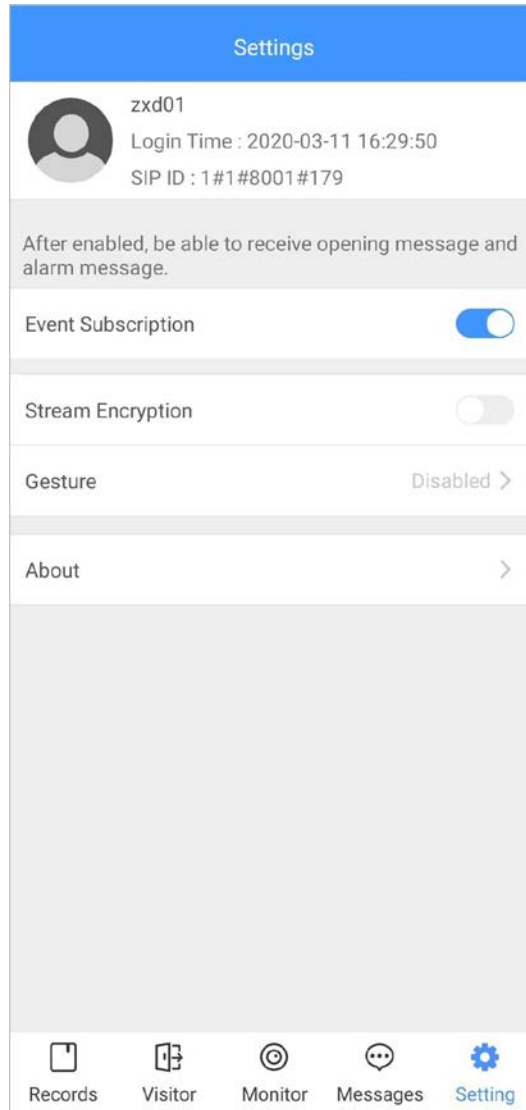 Settings
zxd01
Login Time : 2020-03-11 16:29:50
SIP ID : 1#1#8001#179
After enabled, be able to receive opening message and
alarm message.
Event Subscription
Stream Encryption
Gesture Disabled
About
Records Visitor Monitor Messages Setting